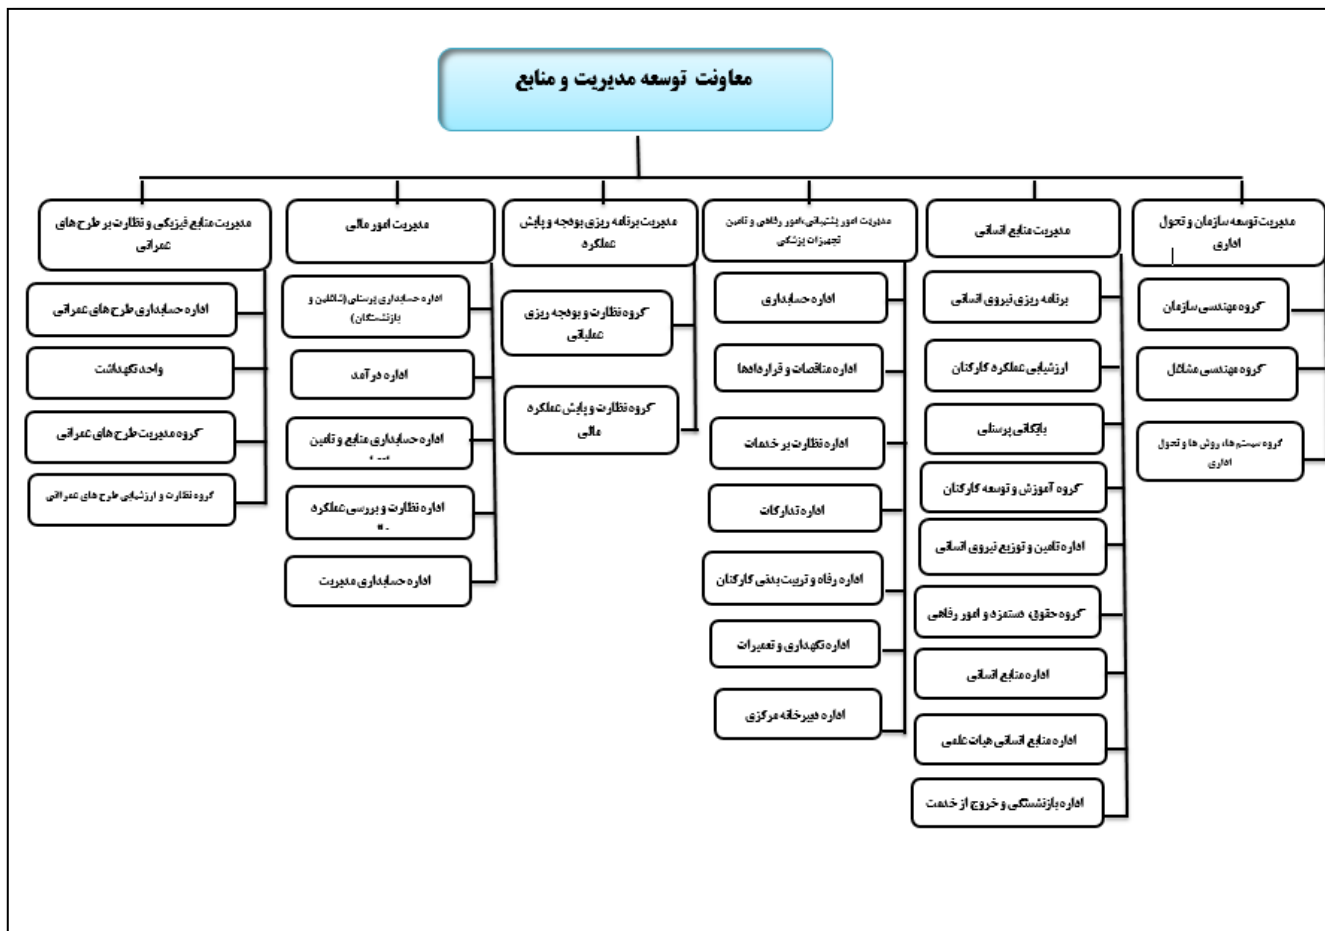 معاونت توسعه مدیریت و منابع
مدیریت توسعه سازمان و تحول
اداری
گروه مهندسی سازمان
گروه مهندسی مشاغل
گروه سیستم ها، روش ها و تحول
اداری
مدیریت منابع انسانی
برنامه ریزی نیروی انسانی
ارزشیابی عملکرد کارکنان
بایگانی پرسنلی
گروه آموزش و توسعه کارکنان
اداره تامین و توزیع نیروی انسانی
گروه حقوق، دستمزد و امور رفاهی
اداره منابع انسانی
اداره منابع انسانی هیات علمی
اداره بازنشستگی و خروج از خدمت
مدیریت امور پشتیبانی،امور رفاهی و تامین
تجهیزات پزشکی
اداره حسابداری
اداره مناقصات و قراردادها
اداره نظارت بر خدمات
اداره تدارکات
اداره رفاه و تربیت بدنی کارکنان
اداره نگهداری و تعمیرات
اداره دبیرخانه مرکزی
مدیریت برنامه ریزی بودجه و پایش
عملکرد
گروه نظارت و بودجه ریزی
عملیاتی
گروه نظارت و پایش عملکرد
مالی
مدیریت امور مالی
اداره حسابداری پرسنلی(شاغلین و
بازنشستگان)
اداره درآمد
اداره حسابداری منابع و تامین
اداره نظارت و بررسی عملکرد
اداره حسابداری مدیریت
مدیریت منابع فیزیکی و نظارت بر طرح های
عمرانی
اداره حسابداری طرح های عمرانی
واحد نگهداشت
گروه مدیریت طرح های عمرانی
گروه نظارت و ارزشیابی طرح های عمرانی